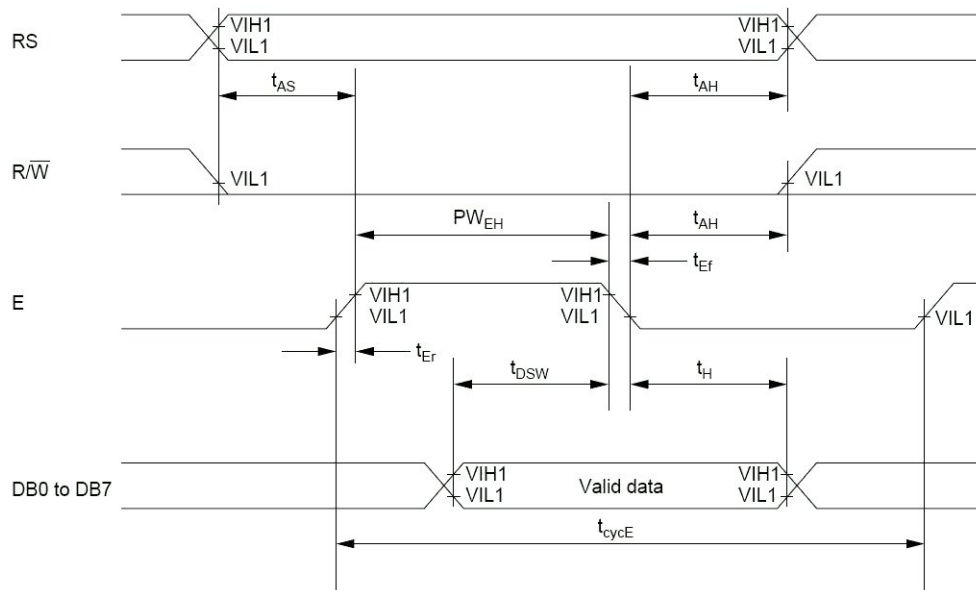 RS
VIH1
VIL1
VIH1
VIL1
tAS
tAH
R/W̅
VIL1
VIL1
PWEH
tAH
tEf
E
VIH1
VIL1
VIH1
VIL1
VIL1
tEr
tDSW
tH
DB0 to DB7
VIH1
VIL1
Valid data
VIH1
VIL1
tcycE